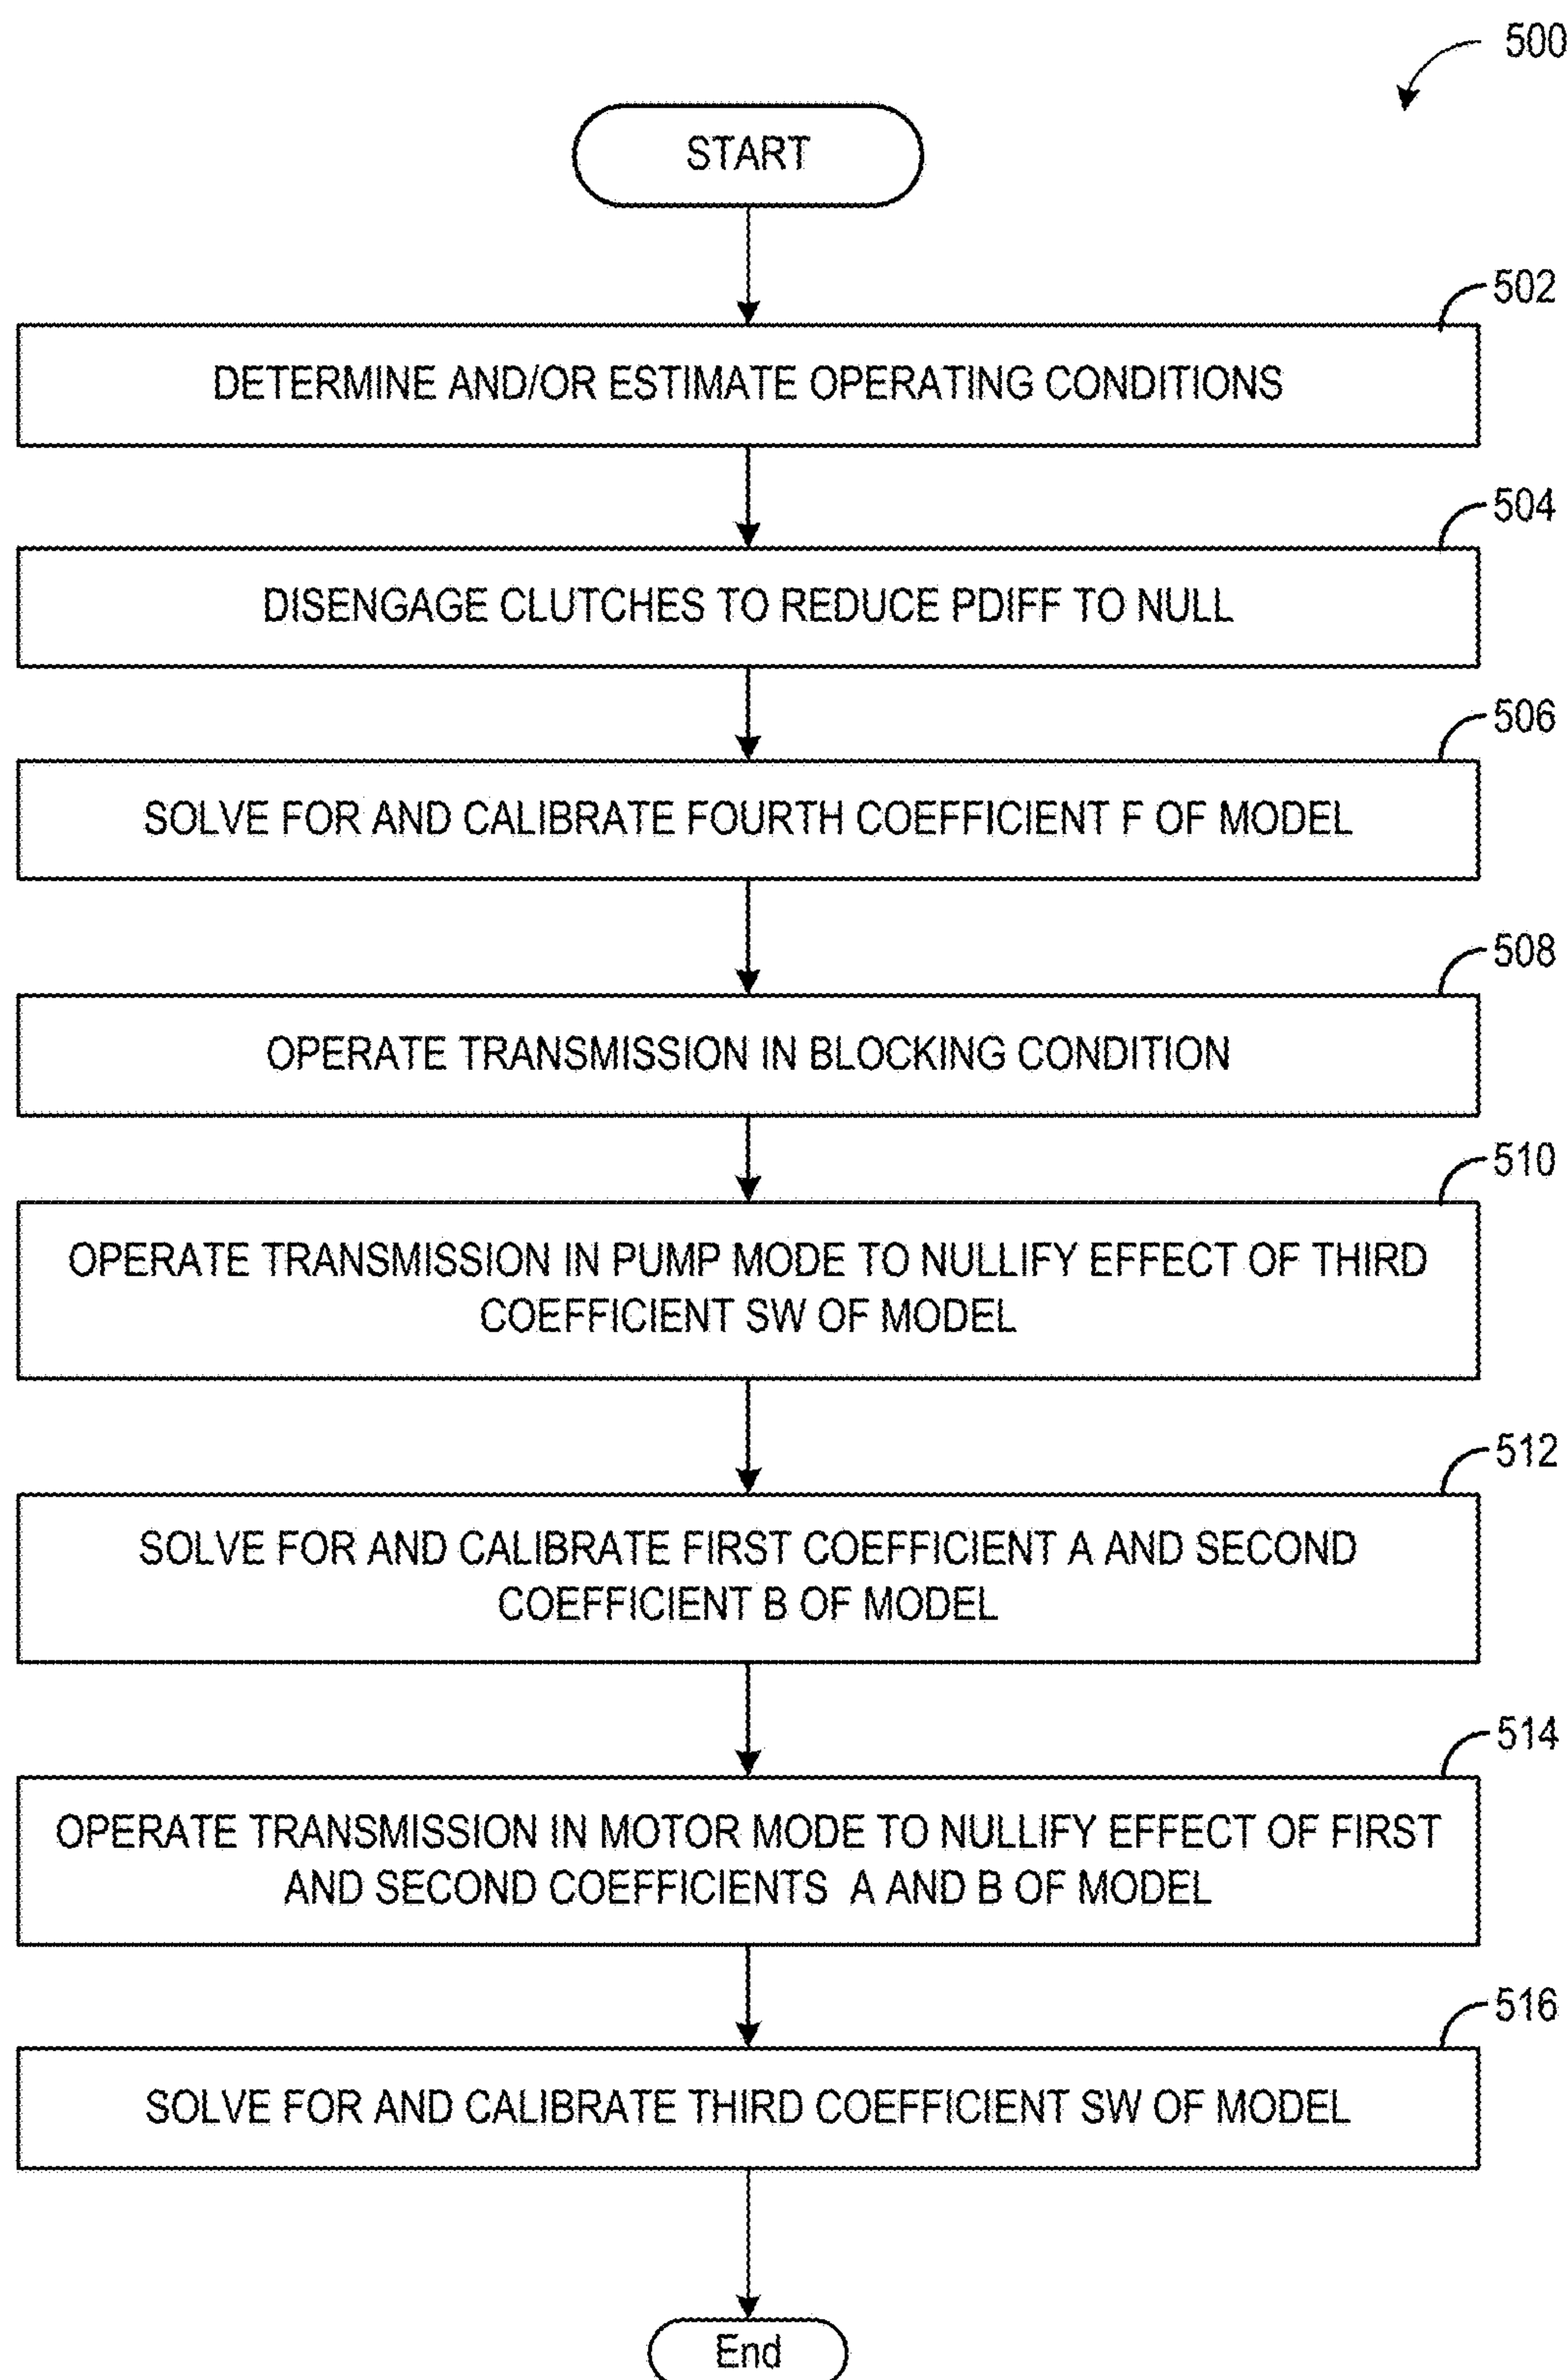 500
START
502
DETERMINE AND/OR ESTIMATE OPERATING CONDITIONS
504
DISENGAGE CLUTCHES TO REDUCE PDIFF TO NULL
506
SOLVE FOR AND CALIBRATE FOURTH COEFFICIENT F OF MODEL
508
OPERATE TRANSMISSION IN BLOCKING CONDITION
510
OPERATE TRANSMISSION IN PUMP MODE TO NULLIFY EFFECT OF THIRD
COEFFICIENT SW OF MODEL
512
SOLVE FOR AND CALIBRATE FIRST COEFFICIENT A AND SECOND
COEFFICIENT B OF MODEL
514
OPERATE TRANSMISSION IN MOTOR MODE TO NULLIFY EFFECT OF FIRST
AND SECOND COEFFICIENTS A AND B OF MODEL
516
SOLVE FOR AND CALIBRATE THIRD COEFFICIENT SW OF MODEL
End